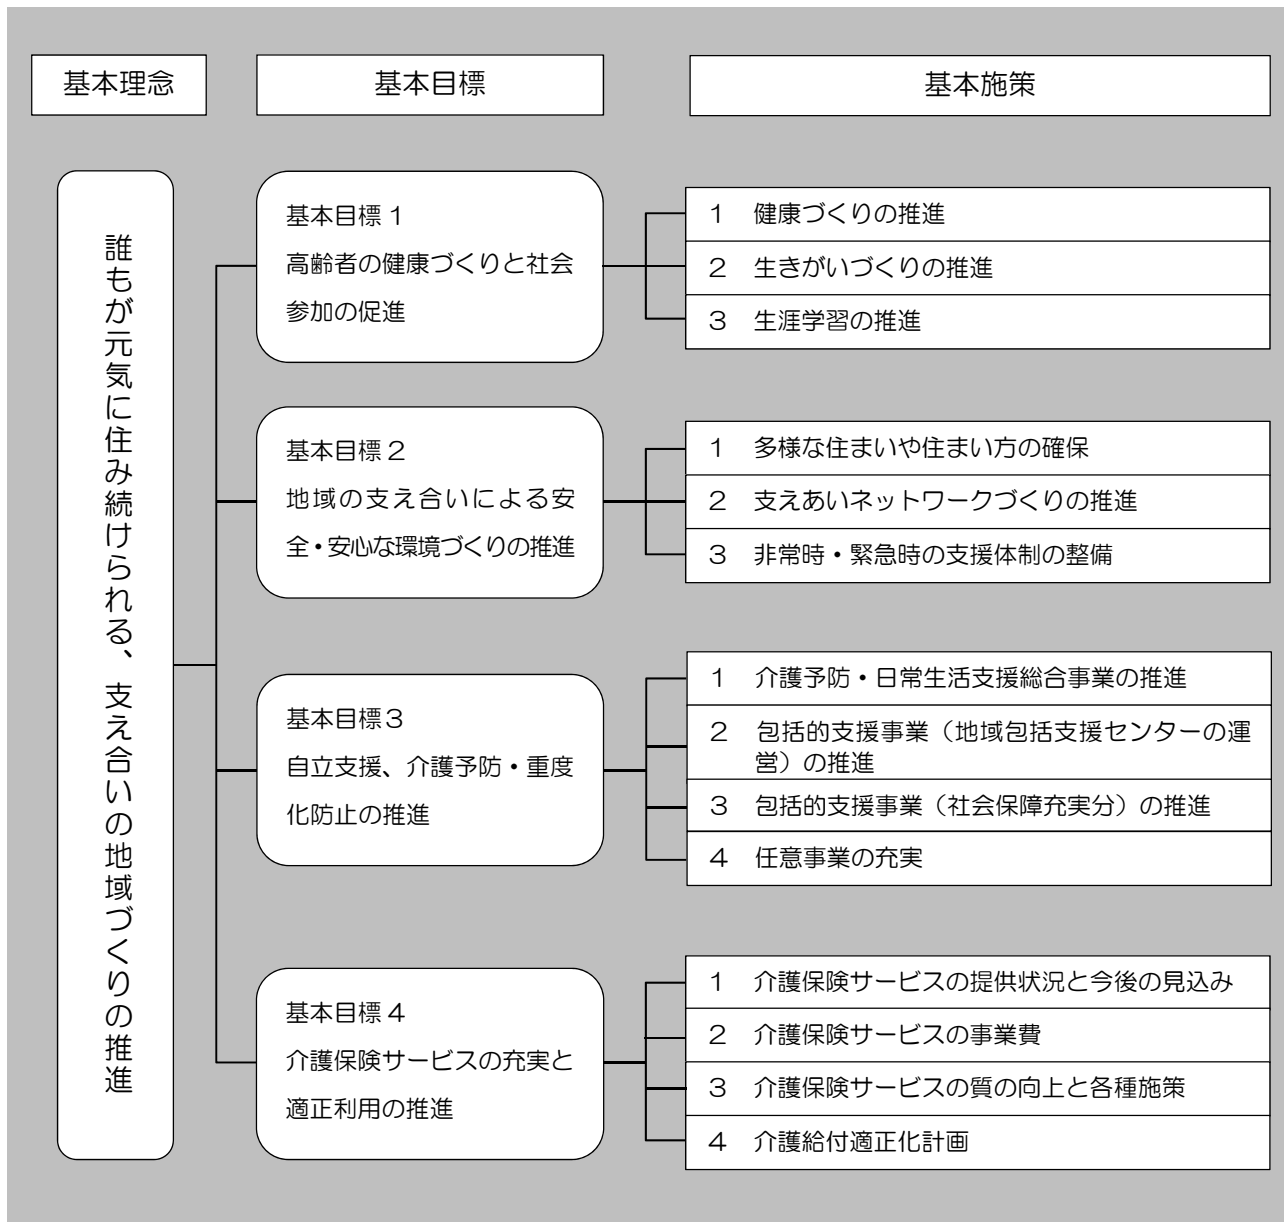 基本理念
基本目標
基本施策
誰もが元気に住み続けられる、支え合いの地域づくりの推進
基本目標1
高齢者の健康づくりと社会
参加の促進
1 健康づくりの推進
2 生きがいづくりの推進
3 生涯学習の推進
基本目標2
地域の支え合いによる安
全・安心な環境づくりの推進
1 多様な住まいや住まい方の確保
2 支えあいネットワークづくりの推進
3 非常時・緊急時の支援体制の整備
基本目標3
自立支援、介護予防・重度
化防止の推進
1 介護予防・日常生活支援総合事業の推進
2 包括的支援事業（地域包括支援センターの運
営）の推進
3 包括的支援事業（社会保障充実分）の推進
4 任意事業の充実
基本目標4
介護保険サービスの充実と
適正利用の推進
1 介護保険サービスの提供状況と今後の見込み
2 介護保険サービスの事業費
3 介護保険サービスの質の向上と各種施策
4 介護給付適正化計画